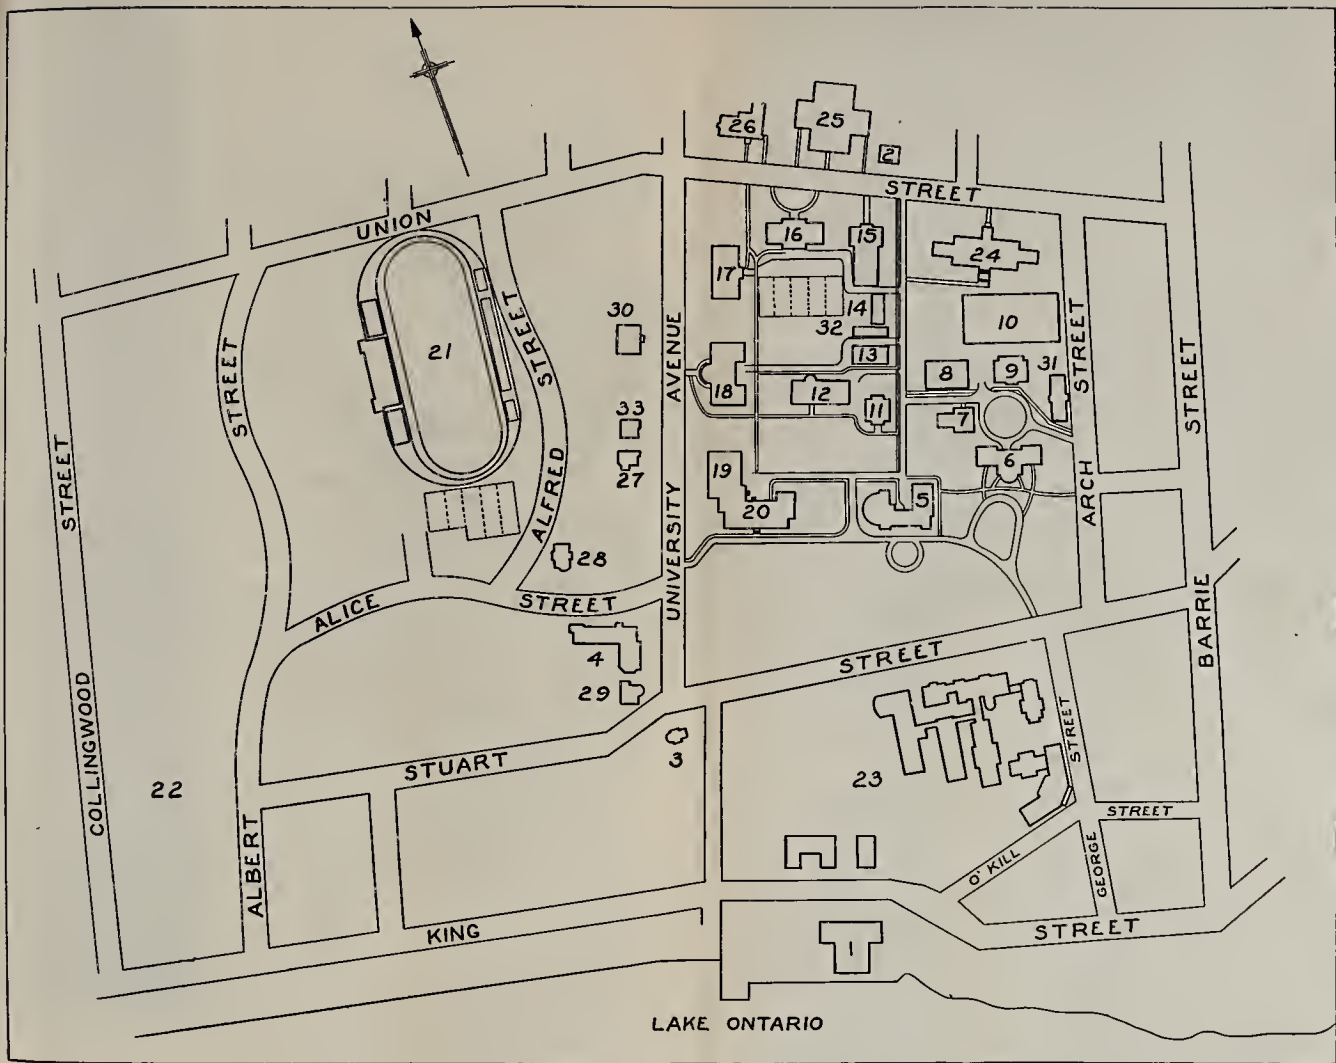 26
25
2
STREET
UNION
16
15
24
17
21
STREET
30
14
10
32
STREET
AVENUE
13
STREET
STREET
18
12
8
9
31
STREET
11
7
33
27
19
6
STREET
ALFRED
20
5
ARCH
28
UNIVERSITY
ALICE
STREET
BARRIE
4
STREET
29
COLLINGWOOD
STREET
STUART
3
23
22
STREET
ALBERT
O'KILL
GEORGE
KING
STREET
1
LAKE ONTARIO